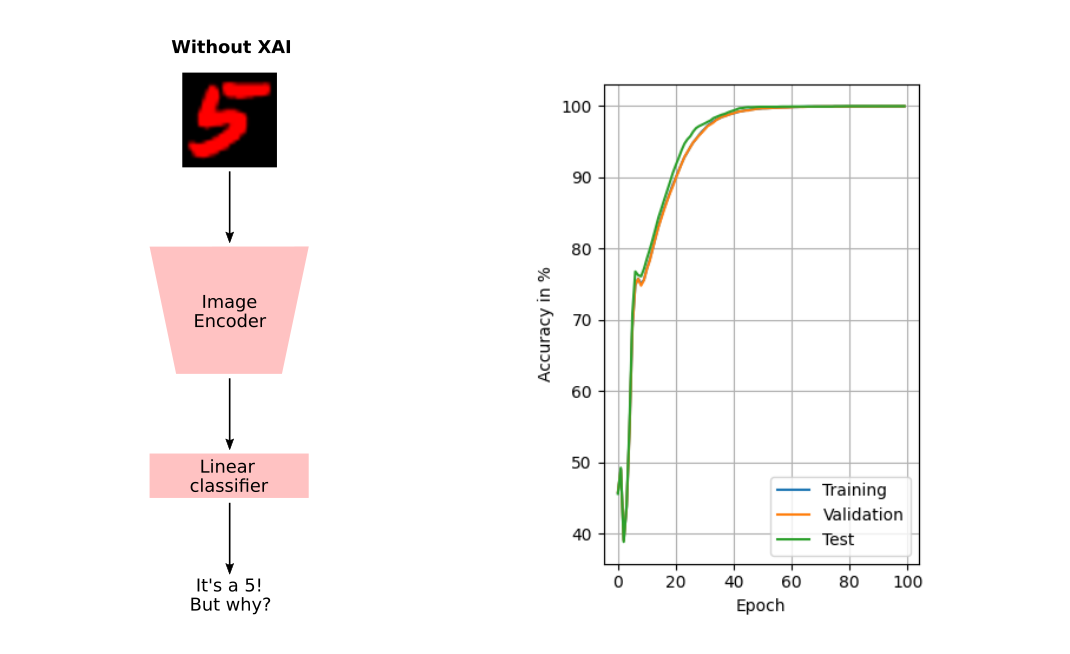 Without XAI
5
Image
Encoder
Linear
classifier
It's a 5!
But why?
100
90
80
70
60
50
40
Accuracy in %
Training
Validation
Test
0 20 40 60 80 100
Epoch